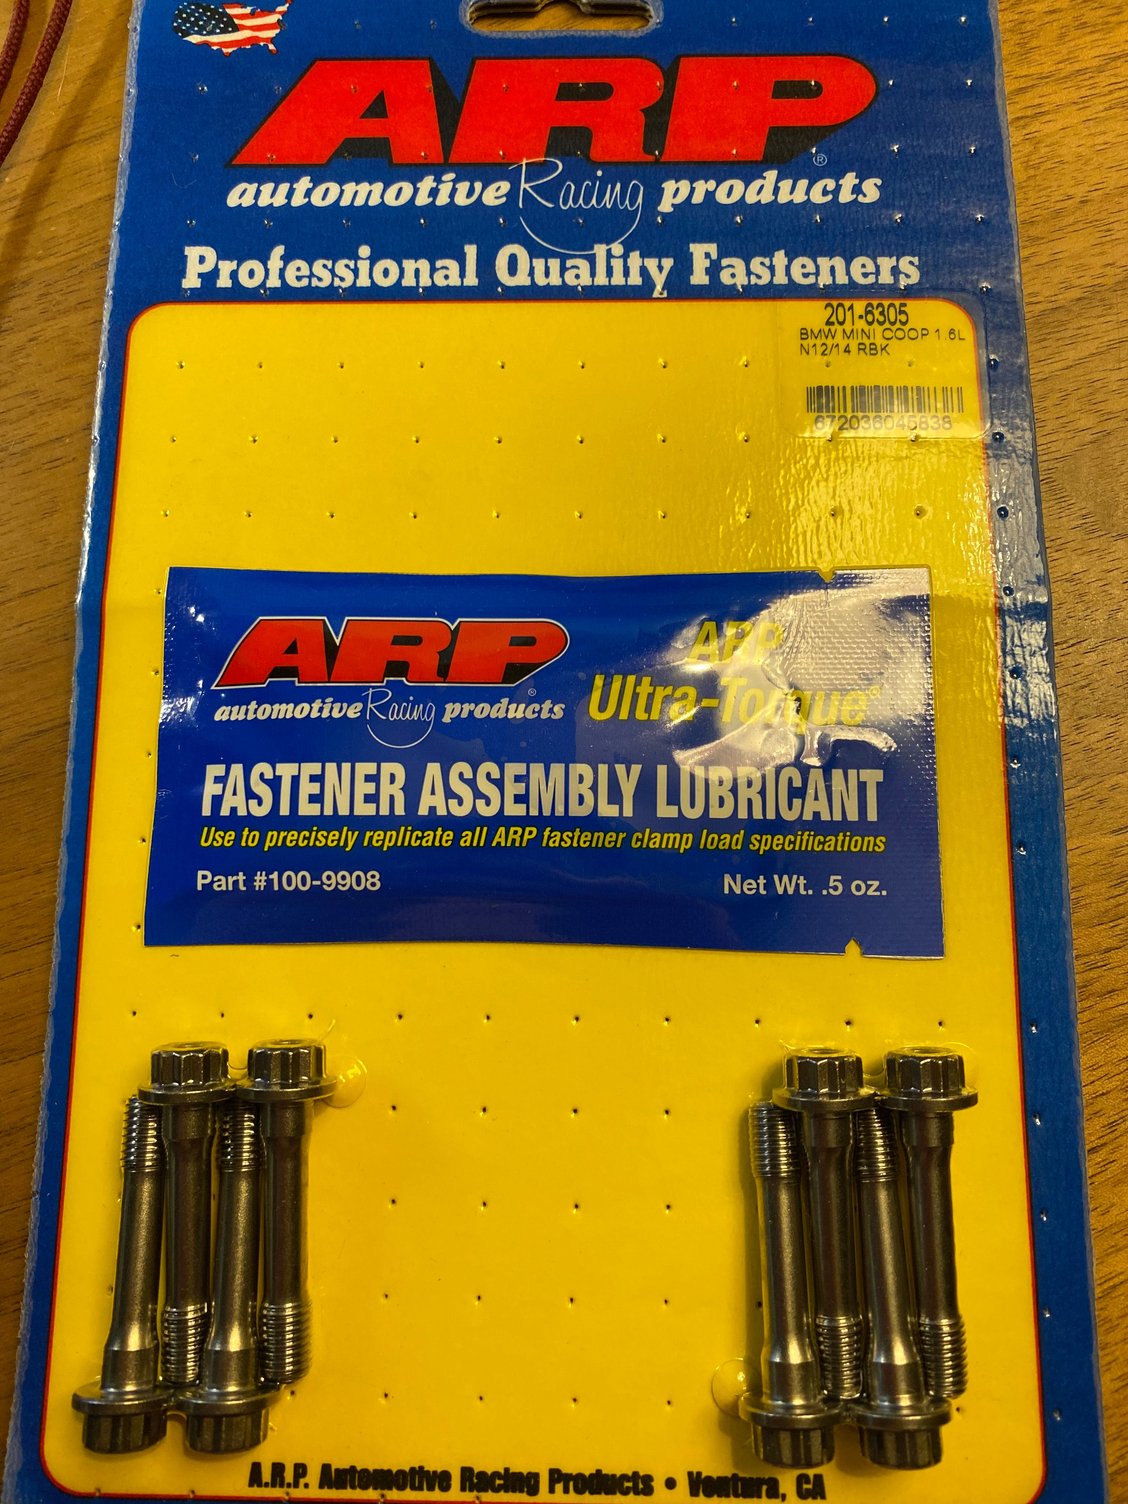 ARP
®
automotive Racing products
Professional Quality Fasteners
201-6305
BMW MINI COOP 1.6L
N12/14 RBK
672036045838
ARP
automotive Racing products
®
ARP
Ultra-Torque®
FASTENER ASSEMBLY LUBRICANT
Use to precisely replicate all ARP fastener clamp load specifications
Part #100-9908
Net Wt. .5 oz.
A.R.P. Automotive Racing Products • Ventura, CA